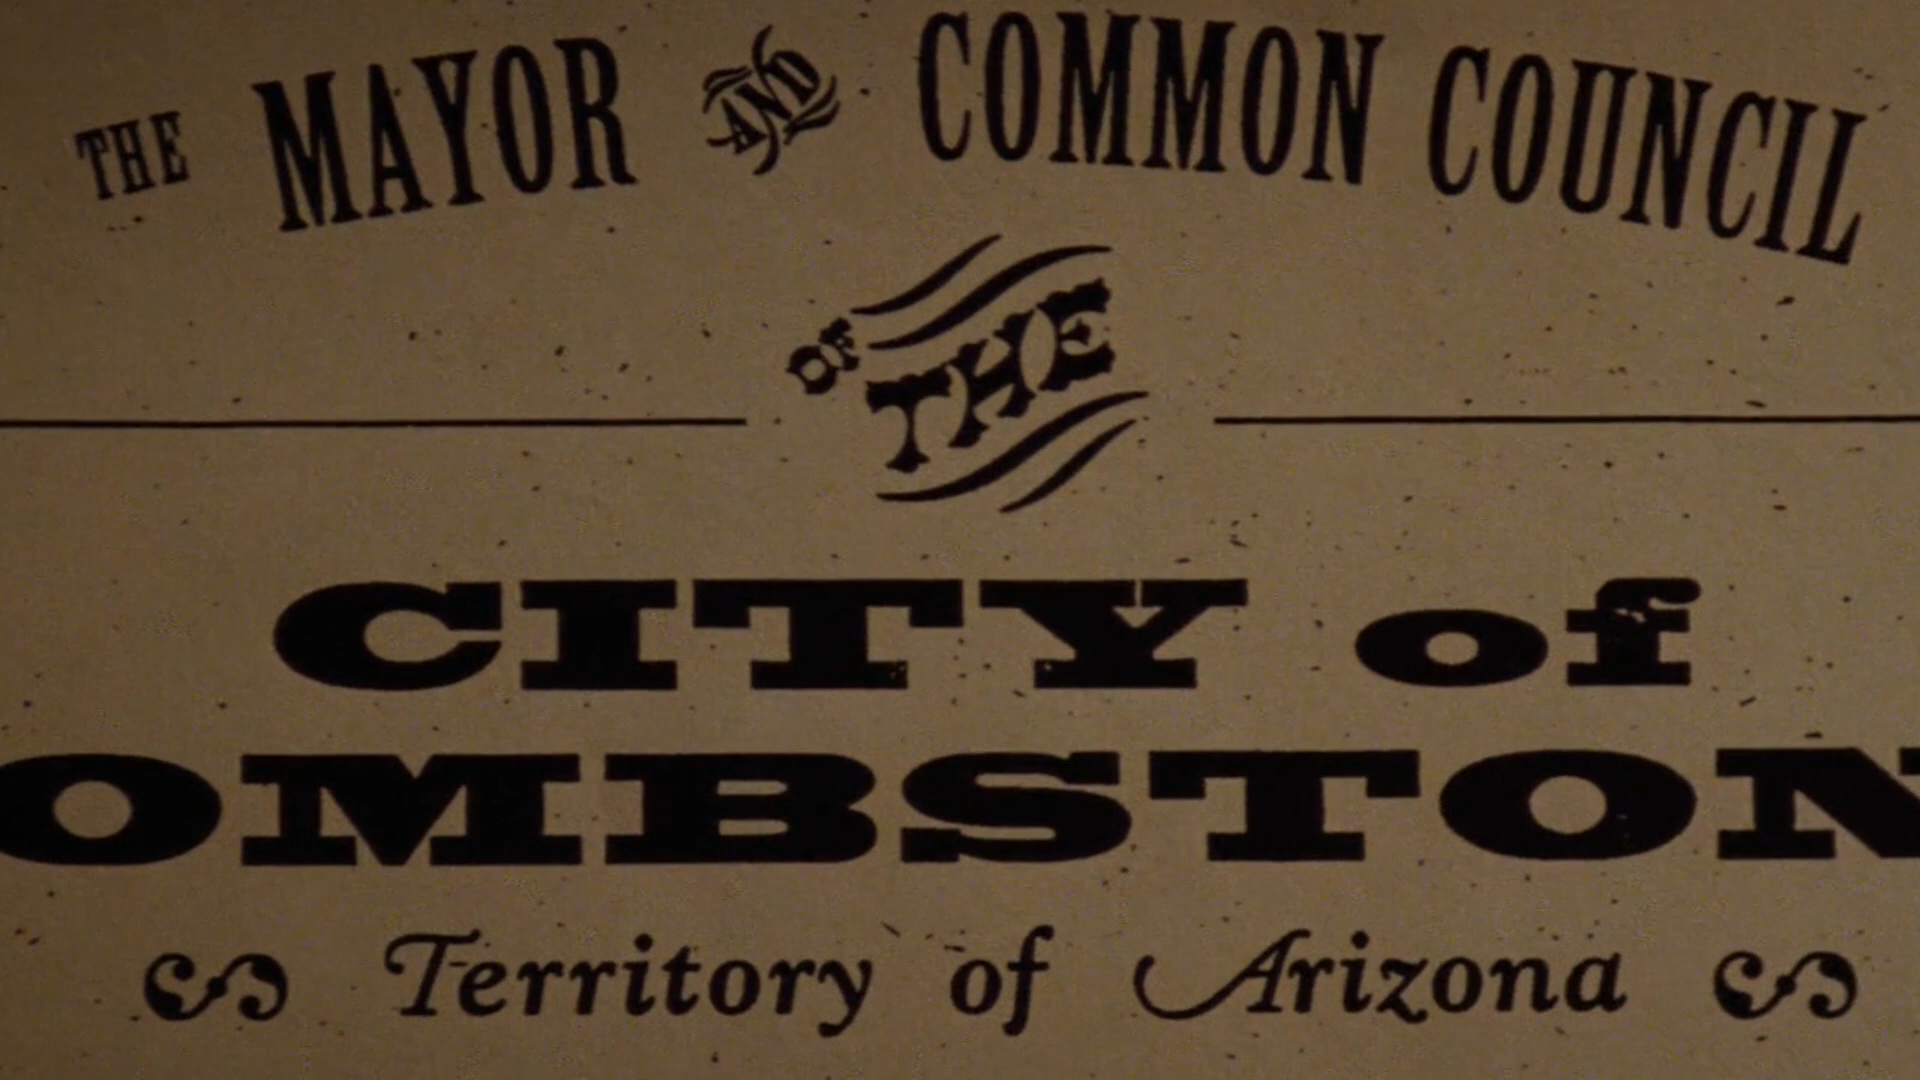 THE MAYOR AND COMMON COUNCIL
OF THE
CITY of
OMBSTON
Territory of Arizona